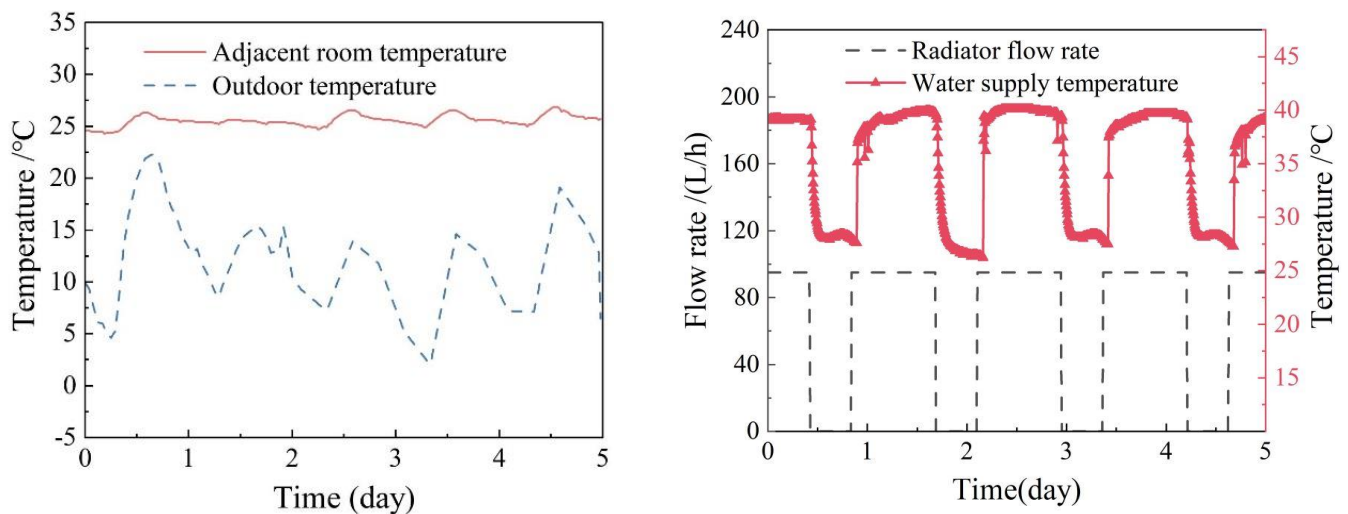 35
30
25
20
15
10
5
0
-5
Temperature /℃
Adjacent room temperature
Outdoor temperature
0 1 2 3 4 5
Time (day)
240
200
160
120
80
40
0
Flow rate /(L/h)
Radiator flow rate
Water supply temperature
45
40
35
30
25
20
15
Temperature /℃
0 1 2 3 4 5
Time(day)